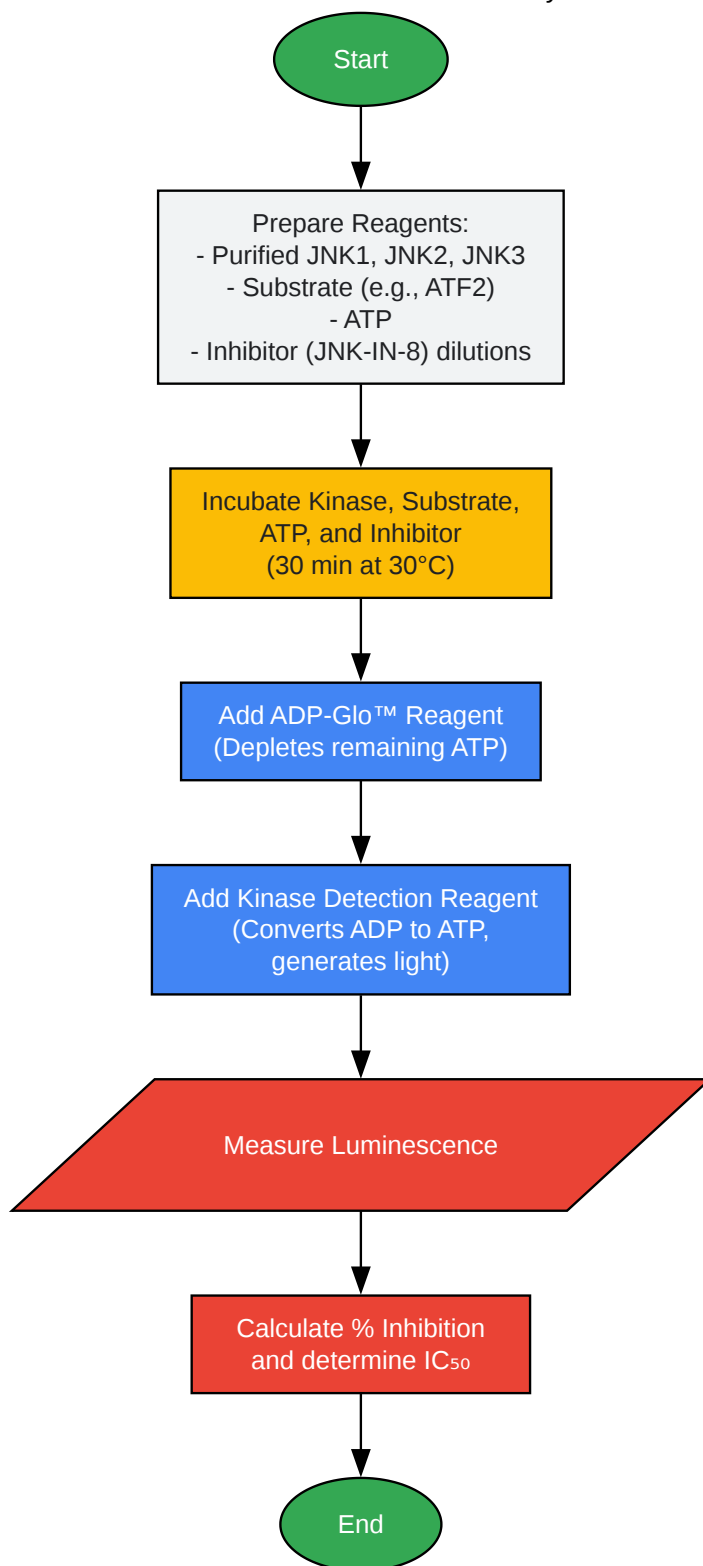 Start
Prepare Reagents:
- Purified JNK1, JNK2, JNK3
- Substrate (e.g., ATF2)
- ATP
- Inhibitor (JNK-IN-8) dilutions
Incubate Kinase, Substrate,
ATP, and Inhibitor
(30 min at 30°C)
Add ADP-Glo™ Reagent
(Depletes remaining ATP)
Add Kinase Detection Reagent
(Converts ADP to ATP,
generates light)
Measure Luminescence
Calculate % Inhibition
and determine IC₅₀
End